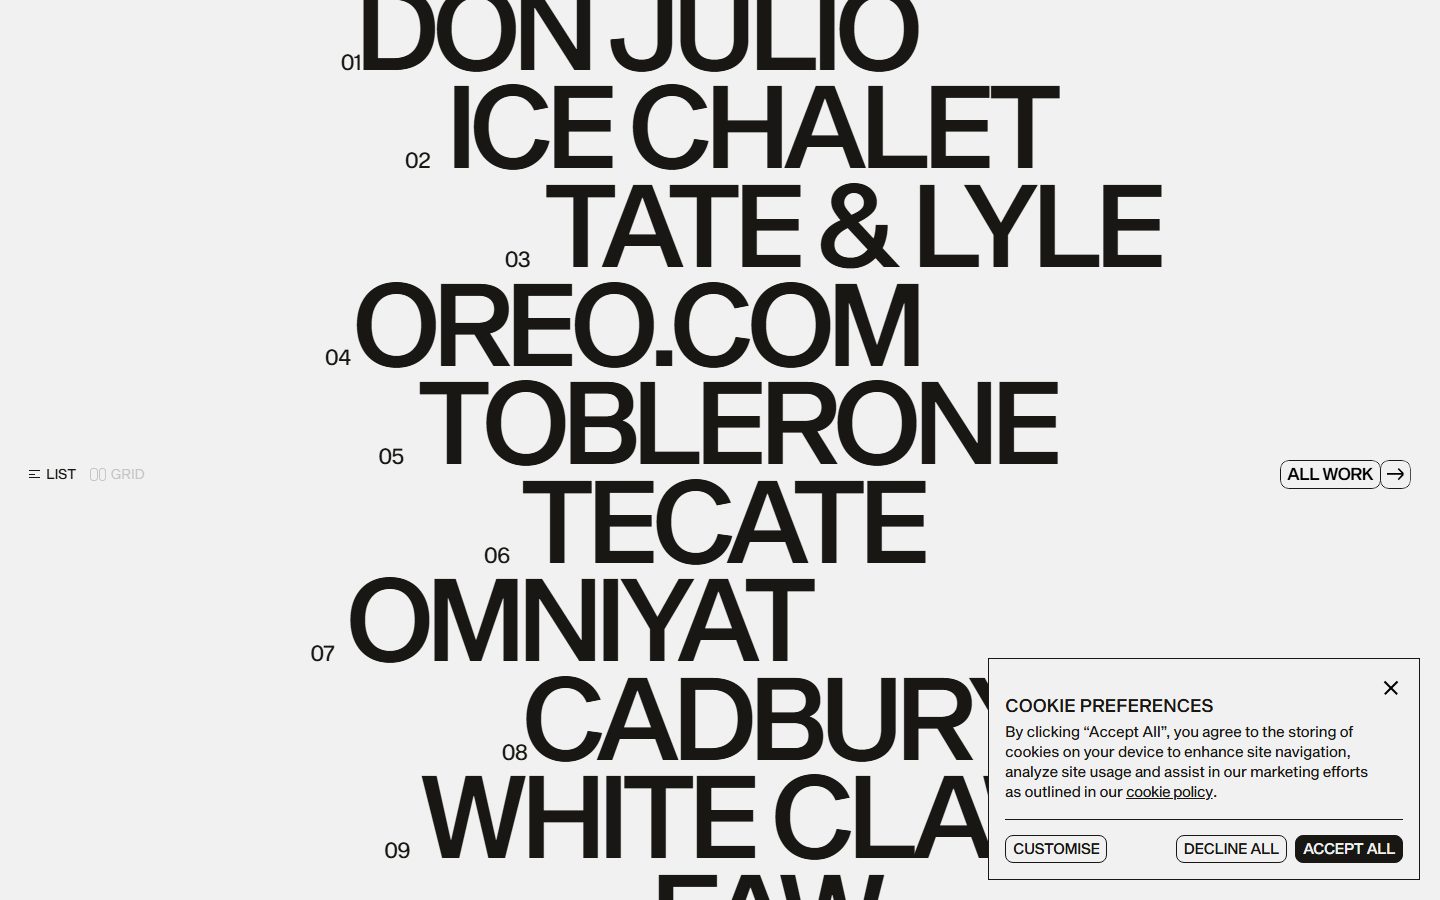 01 DON JULIO
02 ICE CHALET
03 TATE & LYLE
04 OREO.COM
05 TOBLERONE
LIST GRID
ALL WORK
06 TECATE
07 OMNIYAT
08 CADBURY
09 WHITE CLA
COOKIE PREFERENCES
By clicking “Accept All”, you agree to the storing of
cookies on your device to enhance site navigation,
analyze site usage and assist in our marketing efforts
as outlined in our cookie policy.
CUSTOMISE DECLINE ALL ACCEPT ALL